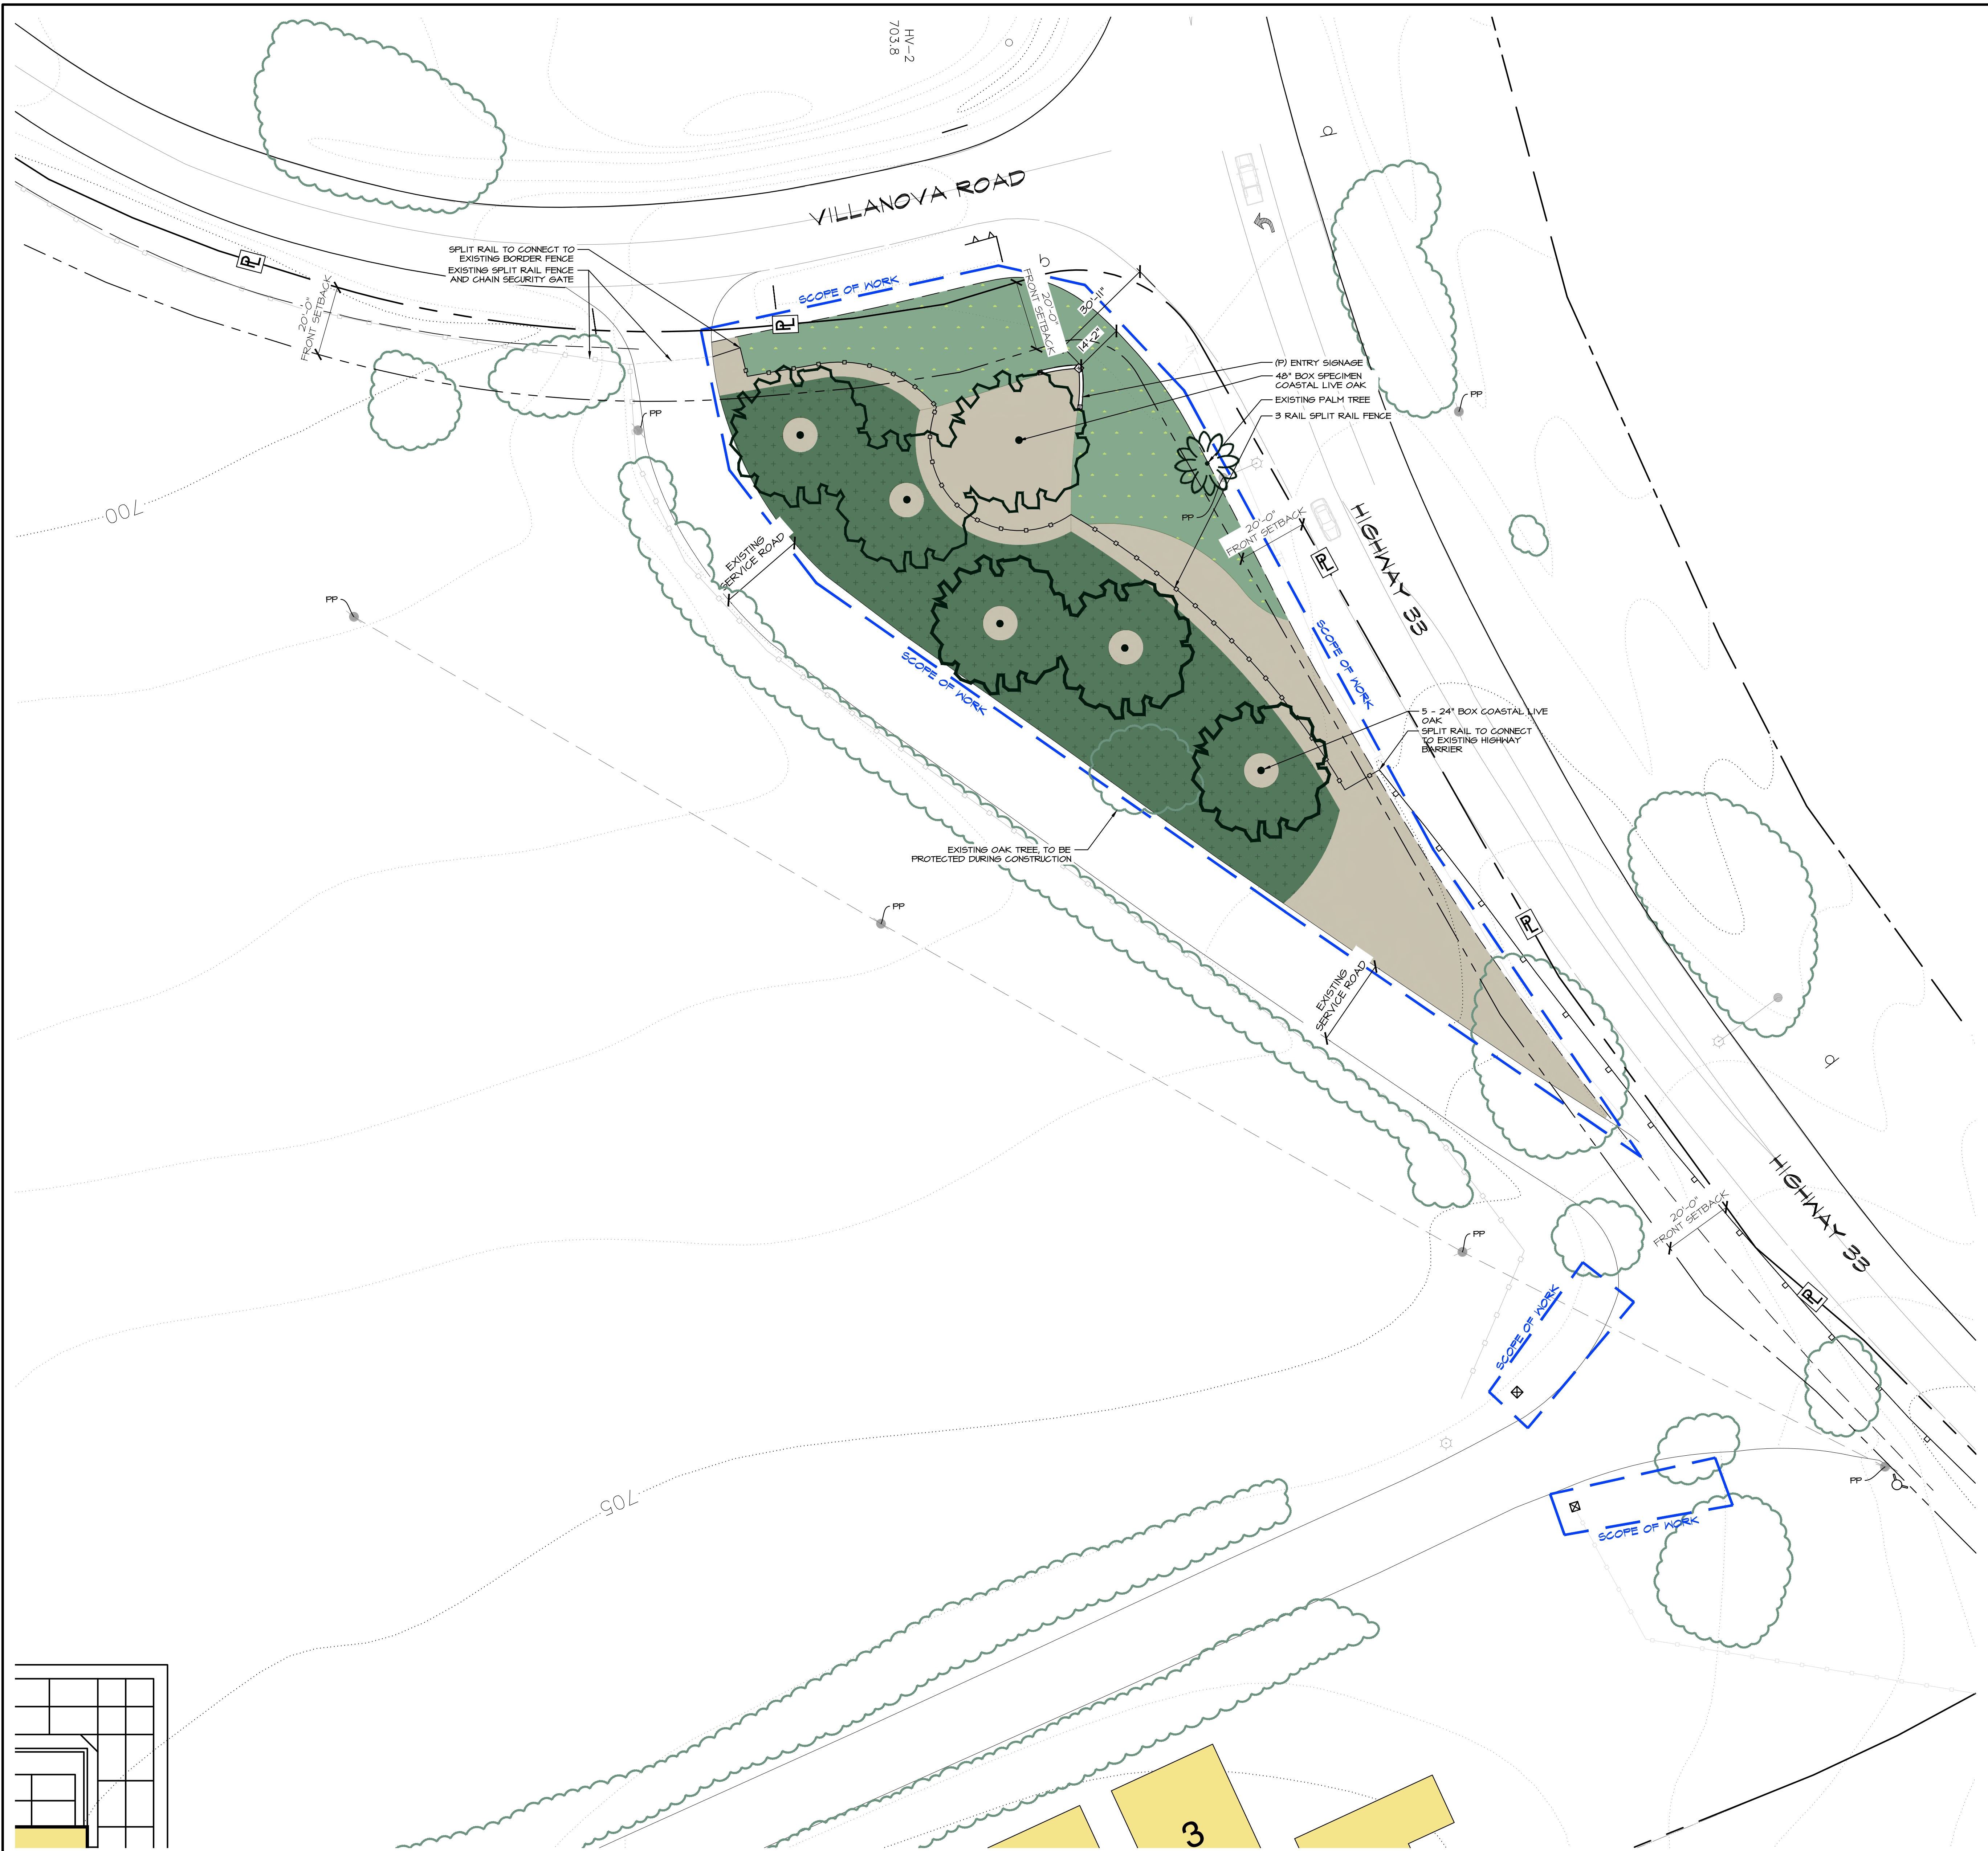 HV-2
703.8
VILLANOVA ROAD
SPLIT RAIL TO CONNECT TO
EXISTING BORDER FENCE
EXISTING SPLIT RAIL FENCE
AND CHAIN SECURITY GATE
PL
20'-0"
FRONT SETBACK
SCOPE OF WORK
PL
20'-0"
FRONT SETBACK
30'-11"
14'-2"
(P) ENTRY SIGNAGE
48" BOX SPECIMEN
COASTAL LIVE OAK
EXISTING PALM TREE
3 RAIL SPLIT RAIL FENCE
PP
PP
PP
700
EXISTING
SERVICE ROAD
20'-0"
FRONT SETBACK
PL
HIGHWAY 33
PP
SCOPE OF WORK
SCOPE OF WORK
5 - 24" BOX COASTAL LIVE
OAK
SPLIT RAIL TO CONNECT
TO EXISTING HIGHWAY
BARRIER
EXISTING OAK TREE, TO BE
PROTECTED DURING CONSTRUCTION
PP
PL
EXISTING
SERVICE ROAD
HIGHWAY 33
20'-0"
FRONT SETBACK
PP
PL
SCOPE OF WORK
PP
705
SCOPE OF WORK
3